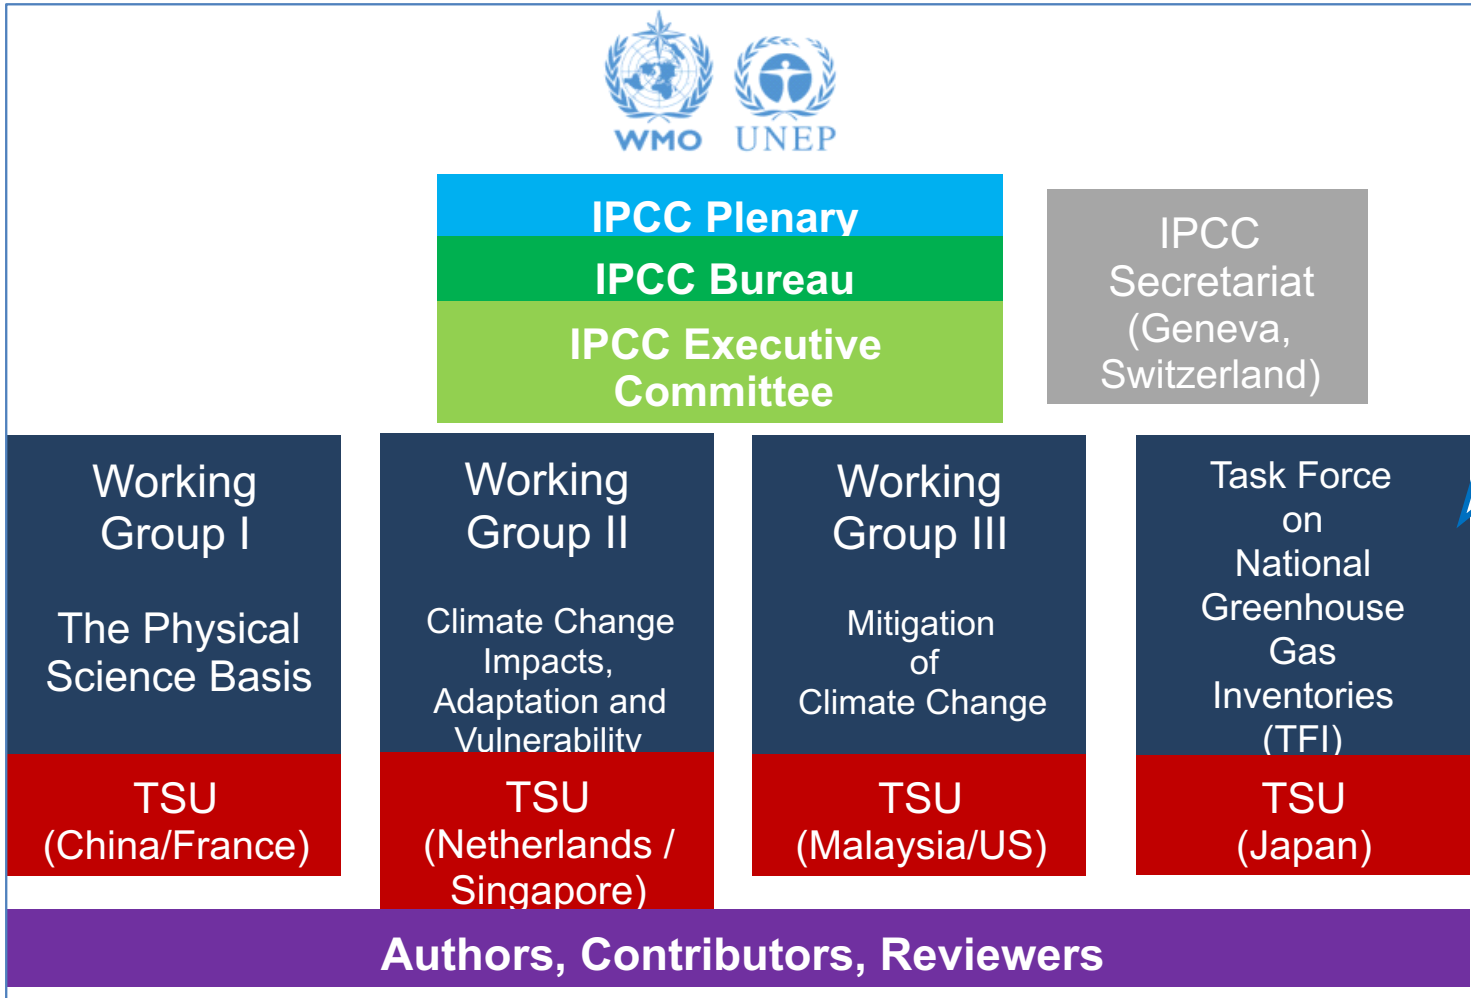 WMO UNEP
IPCC Plenary
IPCC Bureau
IPCC Executive
Committee
IPCC
Secretariat
(Geneva,
Switzerland)
Working
Group I
The Physical
Science Basis
TSU
(China/France)
Working
Group II
Climate Change
Impacts,
Adaptation and
Vulnerability
TSU
(Netherlands /
Singapore)
Working
Group III
Mitigation
of
Climate Change
TSU
(Malaysia/US)
Task Force
on
National
Greenhouse
Gas
Inventories
(TFI)
TSU
(Japan)
Authors, Contributors, Reviewers